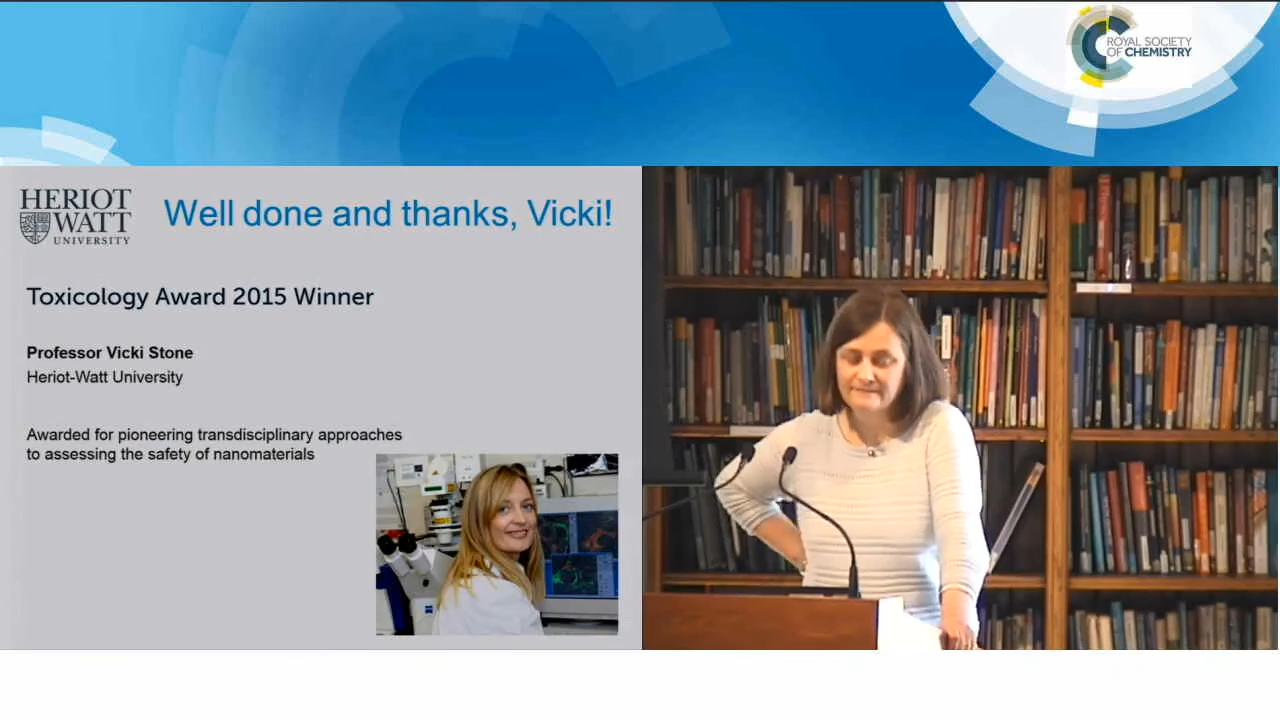 ROYAL SOCIETY
OF CHEMISTRY
HERIOT
WATT
UNIVERSITY
Well done and thanks, Vicki!
Toxicology Award 2015 Winner
Professor Vicki Stone
Heriot-Watt University
Awarded for pioneering transdisciplinary approaches
to assessing the safety of nanomaterials